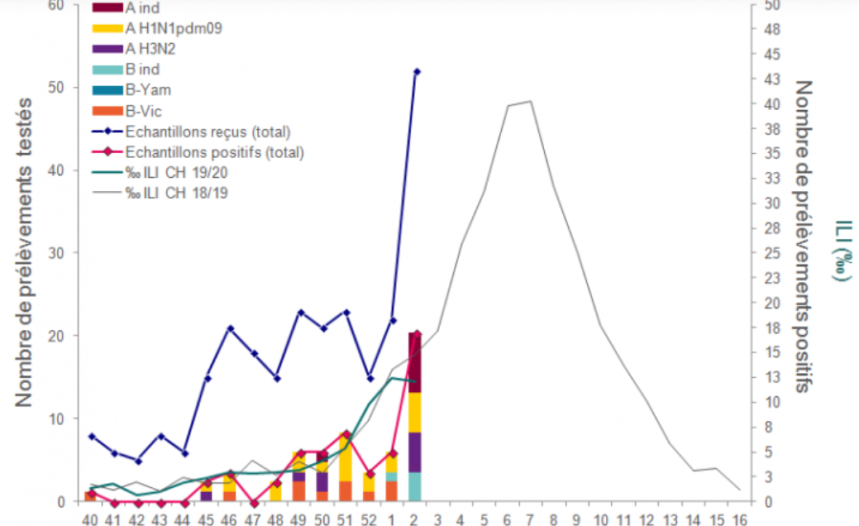 60
50
40
30
20
10
0
Nombre de prélèvements testés
A ind
A H1N1pdm09
A H3N2
B ind
B-Yam
B-Vic
Echantillons reçus (total)
Echantillons positifs (total)
‰ ILI CH 19/20
‰ ILI CH 18/19
50
48
45
43
40
38
35
33
30
28
25
23
20
18
15
13
10
8
5
3
0
Nombre de prélèvements positifs
ILI (‰)
40 41 42 43 44 45 46 47 48 49 50 51 52 1 2 3 4 5 6 7 8 9 10 11 12 13 14 15 16